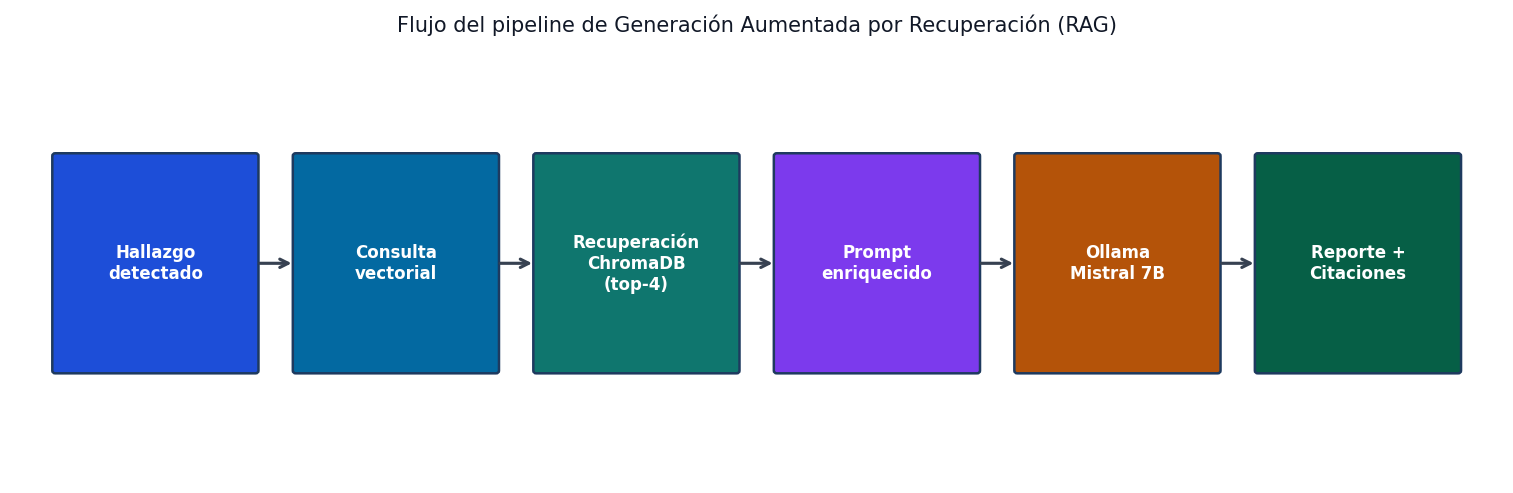 Flujo del pipeline de Generación Aumentada por Recuperación (RAG)
Hallazgo
detectado
Consulta
vectorial
Recuperación
ChromaDB
(top-4)
Prompt
enriquecido
Ollama
Mistral 7B
Reporte +
Citaciones